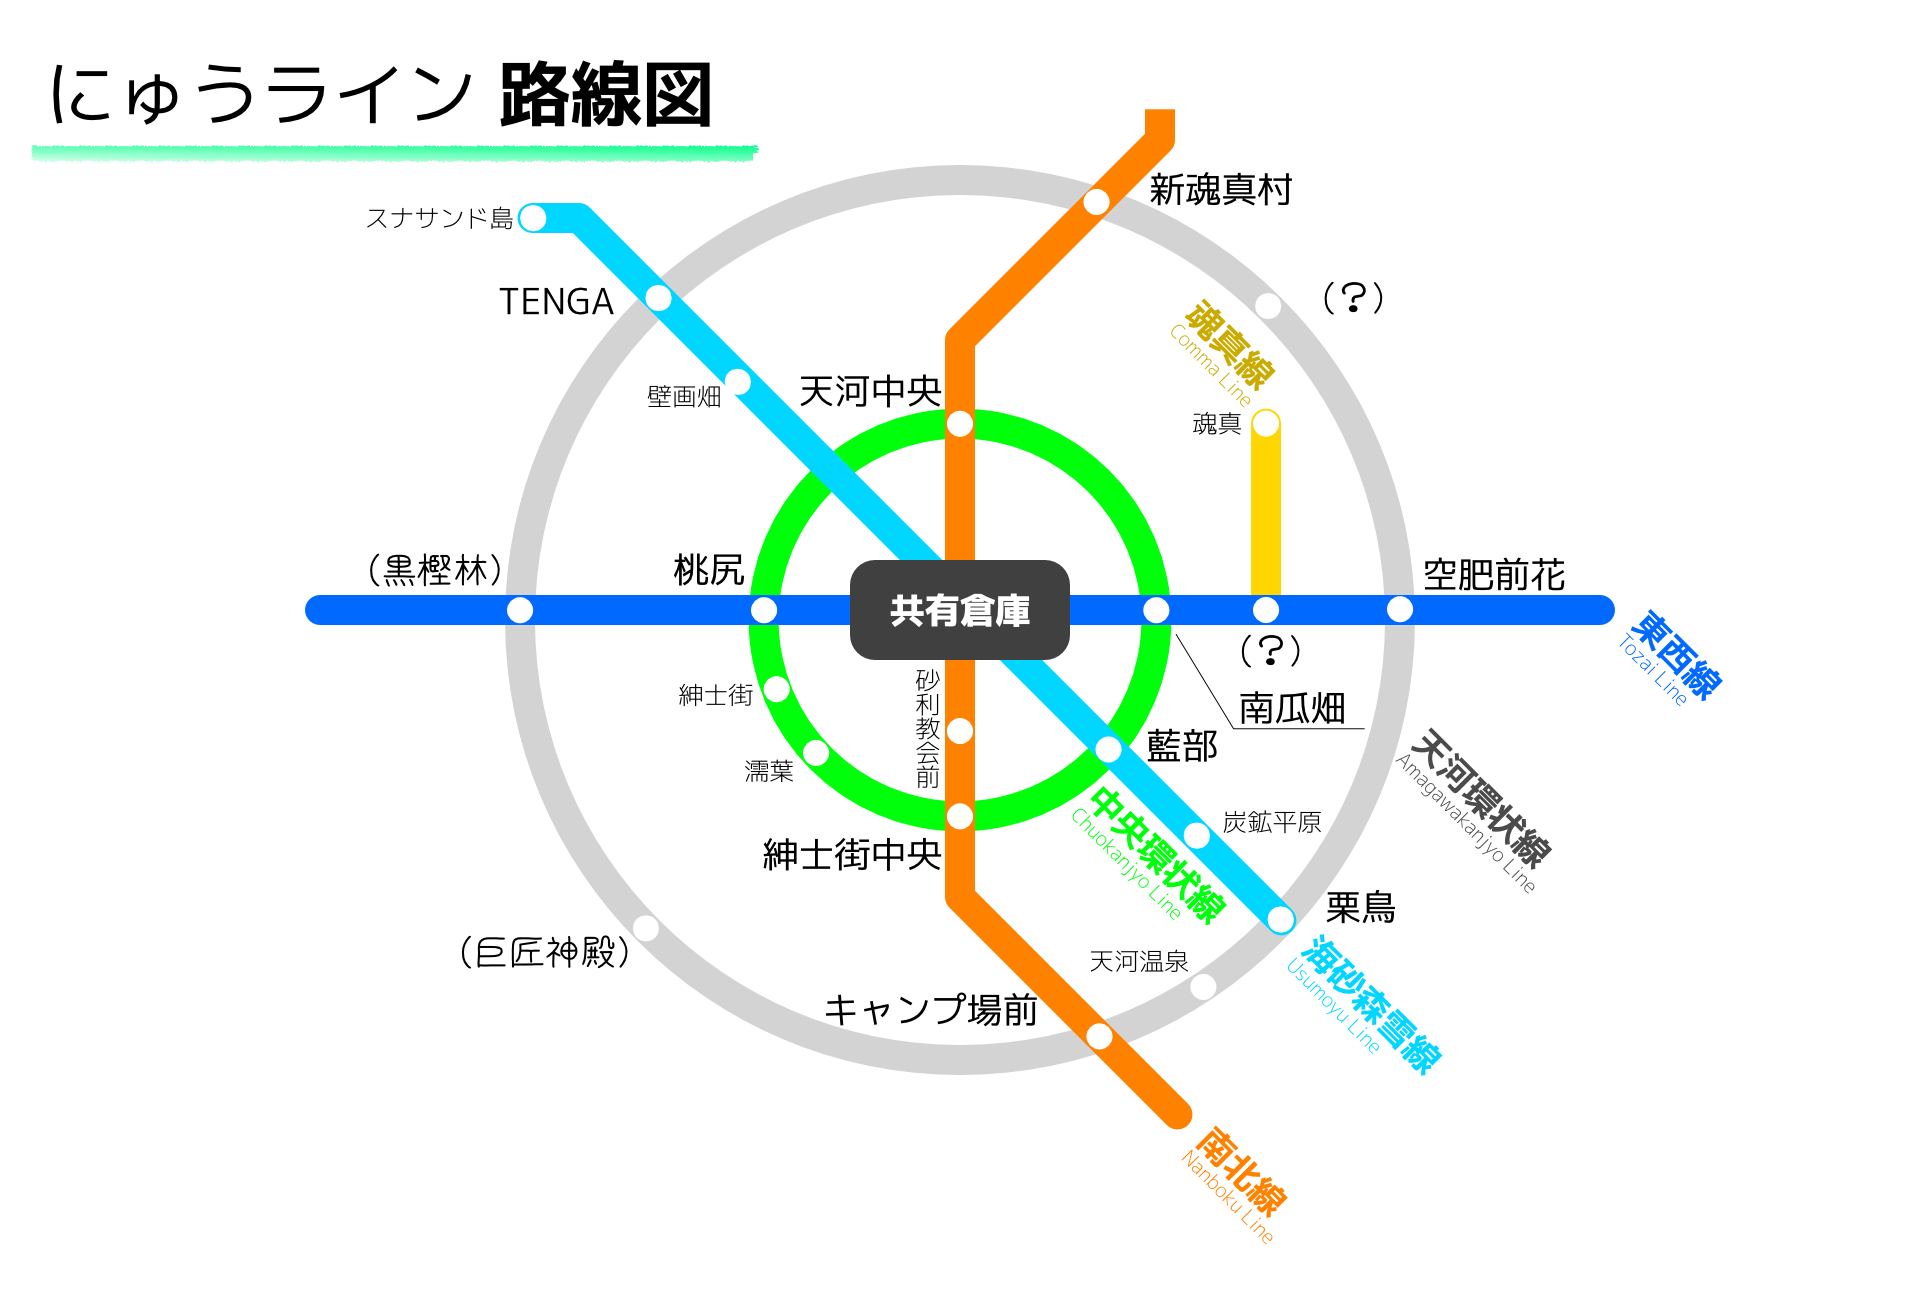 にゅうライン 路線図
新魂真村
スナサンド島
TENGA
(?)
魂真線
Comma Line
壁画畑
天河中央
魂真
(黒樫林)
桃尻
空肥前花
共有倉庫
(?)
東西線
Tozai Line
紳士街
砂利教会前
南瓜畑
藍部
濡葉
天河環状線
Amagawakanjyo Line
中央環状線
Chuokanjyo Line
炭鉱平原
紳士街中央
栗鳥
(巨匠神殿)
天河温泉
海砂森雪線
Usumoyu Line
キャンプ場前
南北線
Nanboku Line